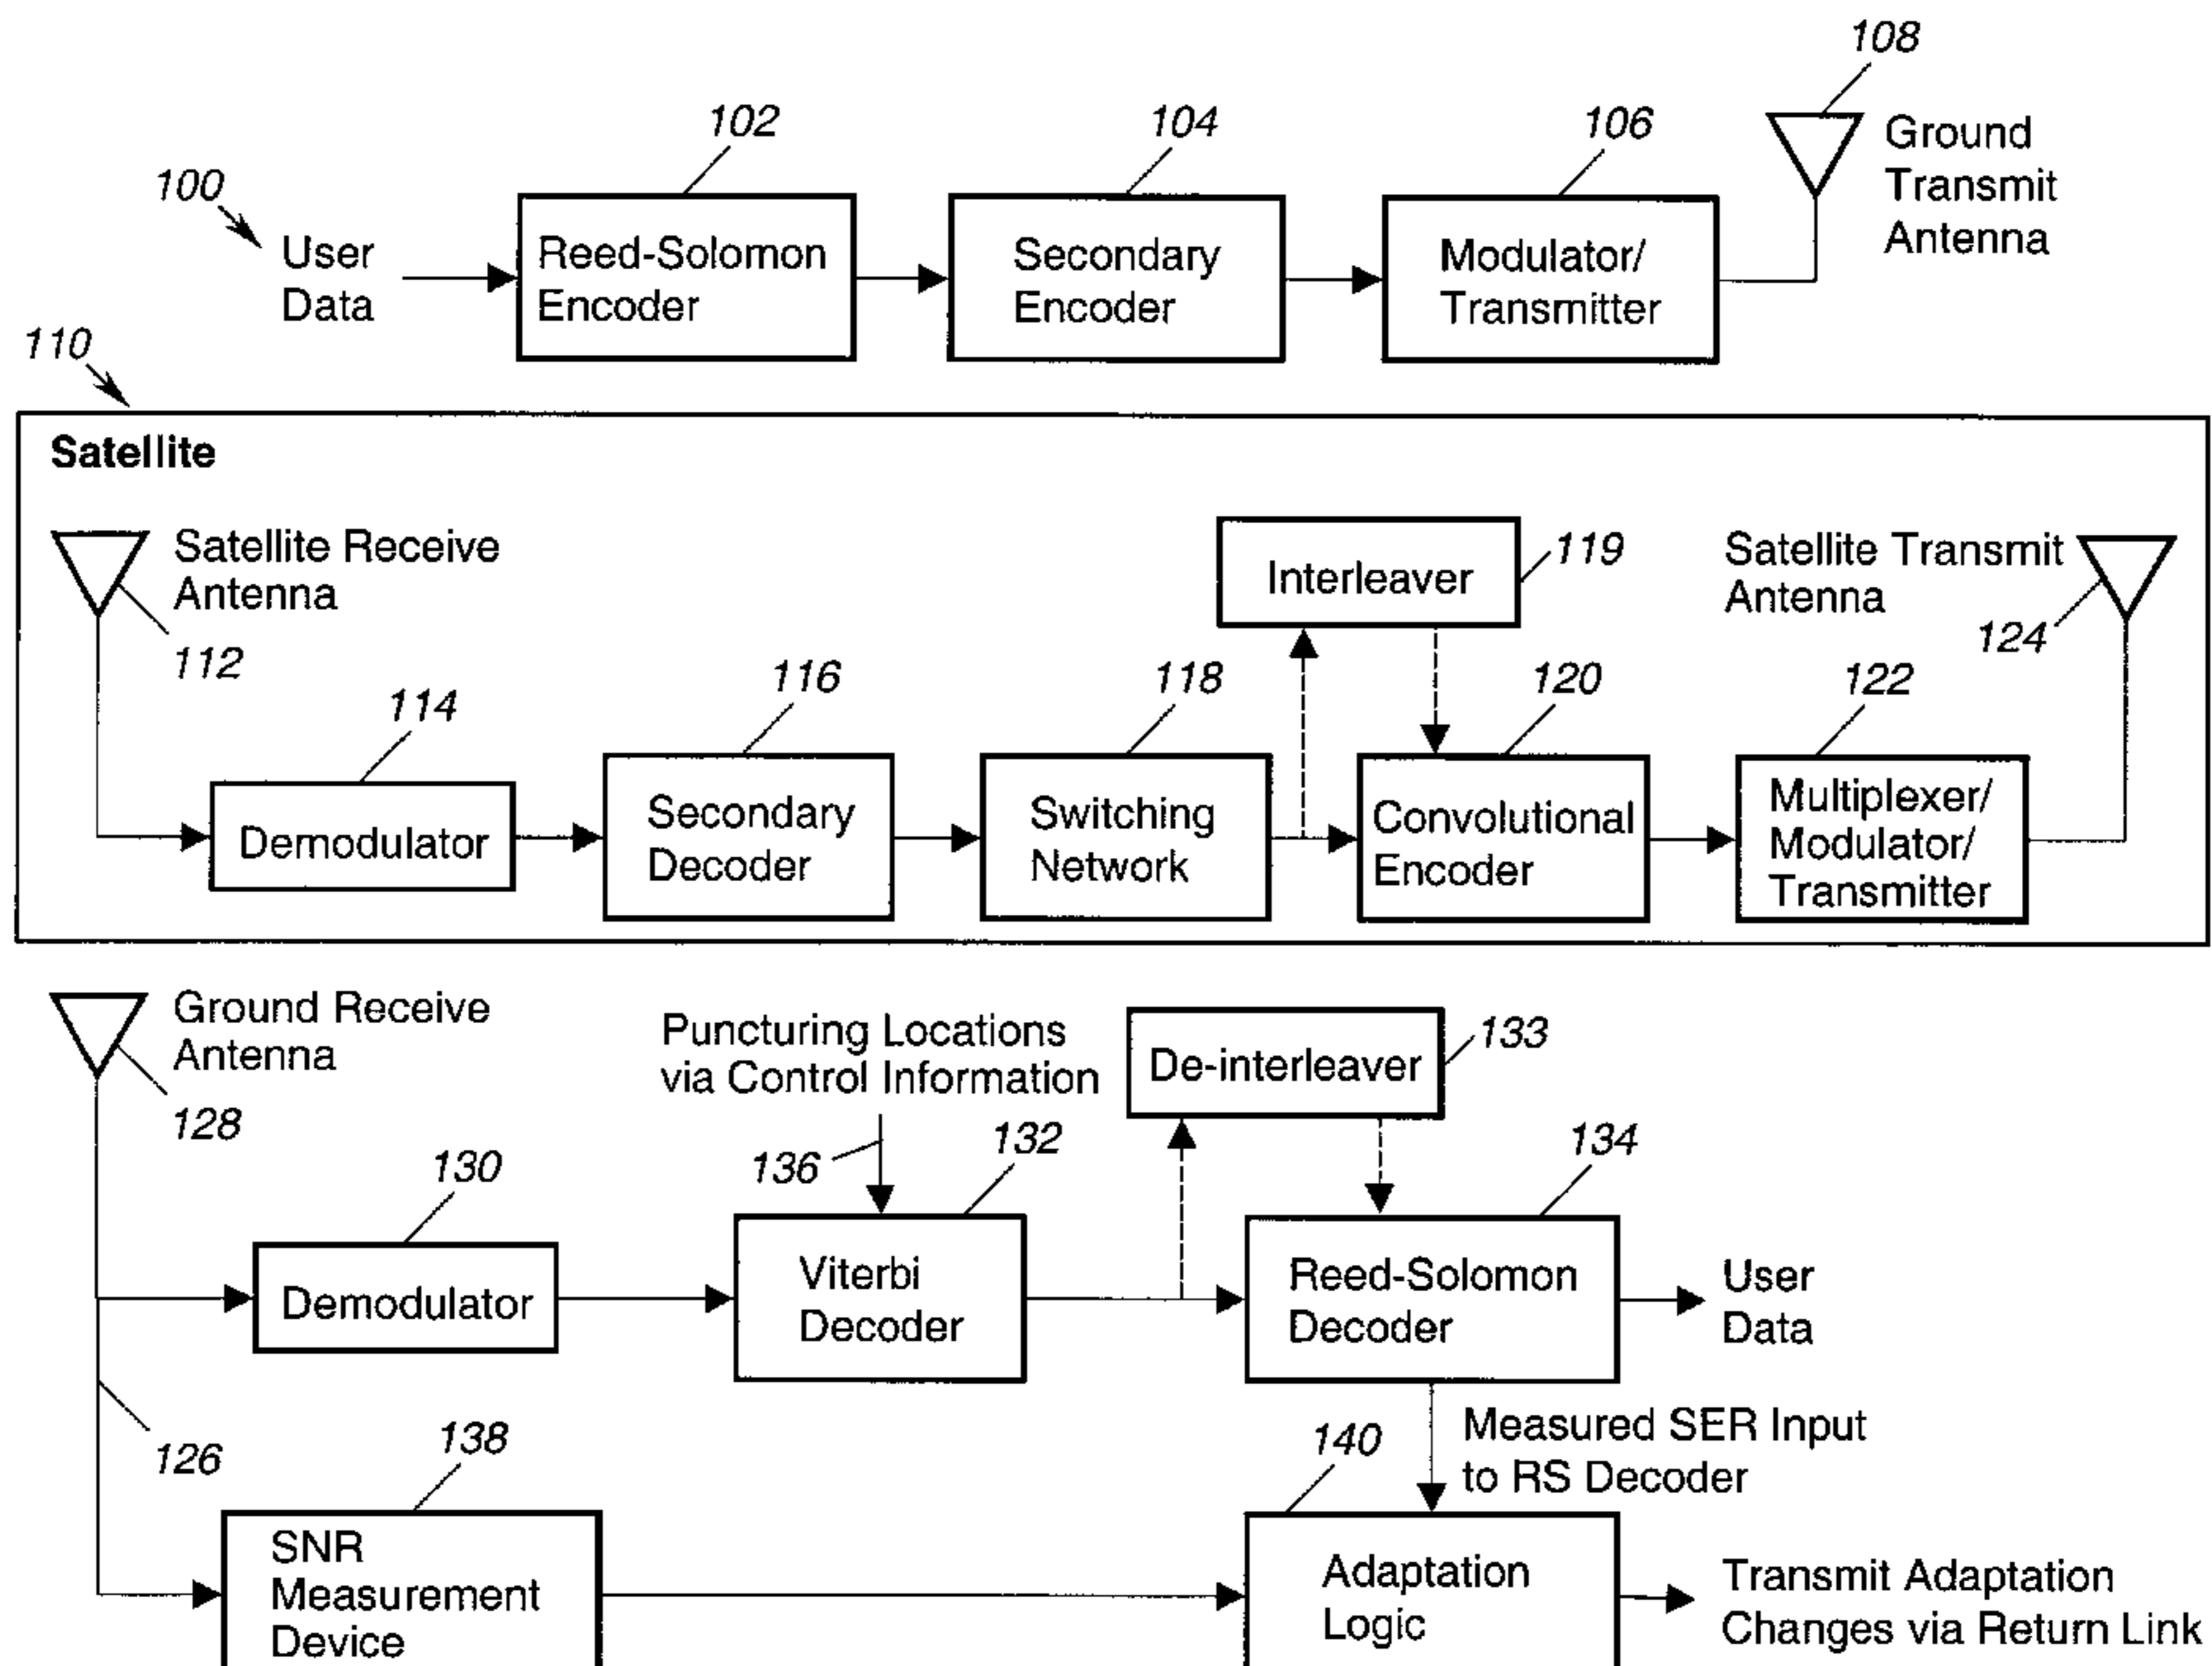 108
102
104
106
Ground
Transmit
Antenna
100
User
Data
Reed-Solomon
Encoder
Secondary
Encoder
Modulator/
Transmitter
110
Satellite
Satellite Receive
Antenna
112
Interleaver
119
Satellite Transmit
Antenna
124
114
116
118
120
122
Demodulator
Secondary
Decoder
Switching
Network
Convolutional
Encoder
Multiplexer/
Modulator/
Transmitter
Ground Receive
Antenna
128
Puncturing Locations
via Control Information
136
De-interleaver
133
130
132
134
Demodulator
Viterbi
Decoder
Reed-Solomon
Decoder
User
Data
126
138
140
Measured SER Input
to RS Decoder
SNR
Measurement
Device
Adaptation
Logic
Transmit Adaptation
Changes via Return Link